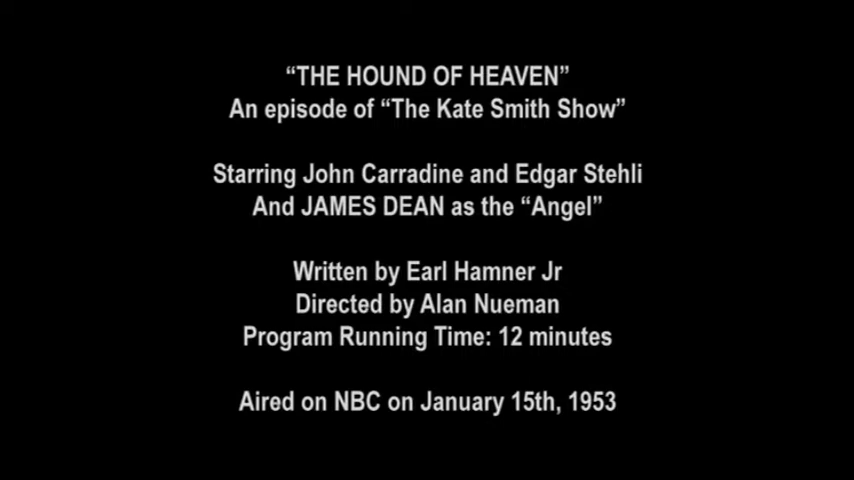 “THE HOUND OF HEAVEN”
An episode of “The Kate Smith Show”
Starring John Carradine and Edgar Stehli
And JAMES DEAN as the “Angel”
Written by Earl Hamner Jr
Directed by Alan Nueman
Program Running Time: 12 minutes
Aired on NBC on January 15th, 1953